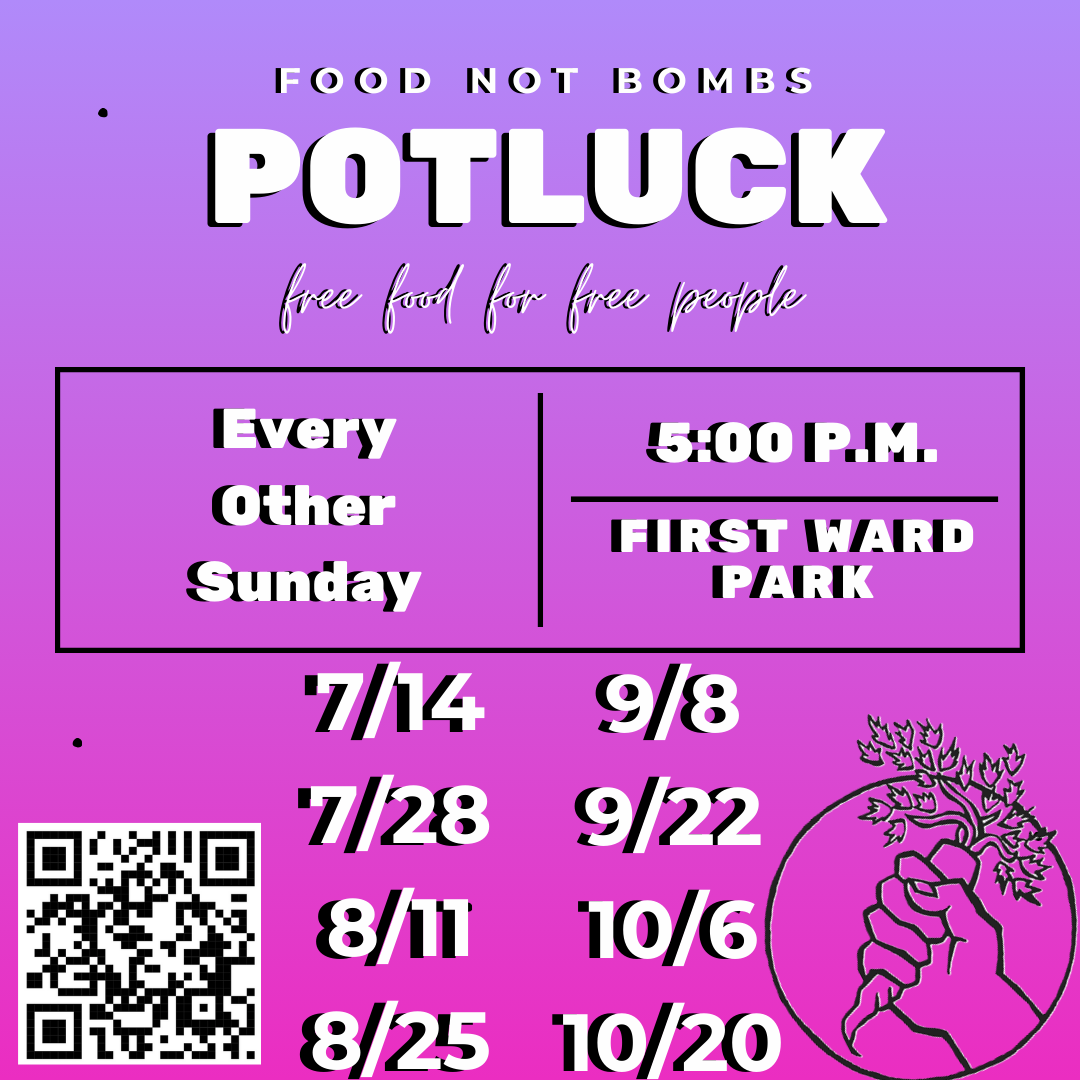 FOOD NOT BOMBS
POTLUCK
free food for free people
Every
Other
Sunday
5:00 P.M.
FIRST WARD
PARK
7/14
7/28
8/11
8/25
9/8
9/22
10/6
10/20